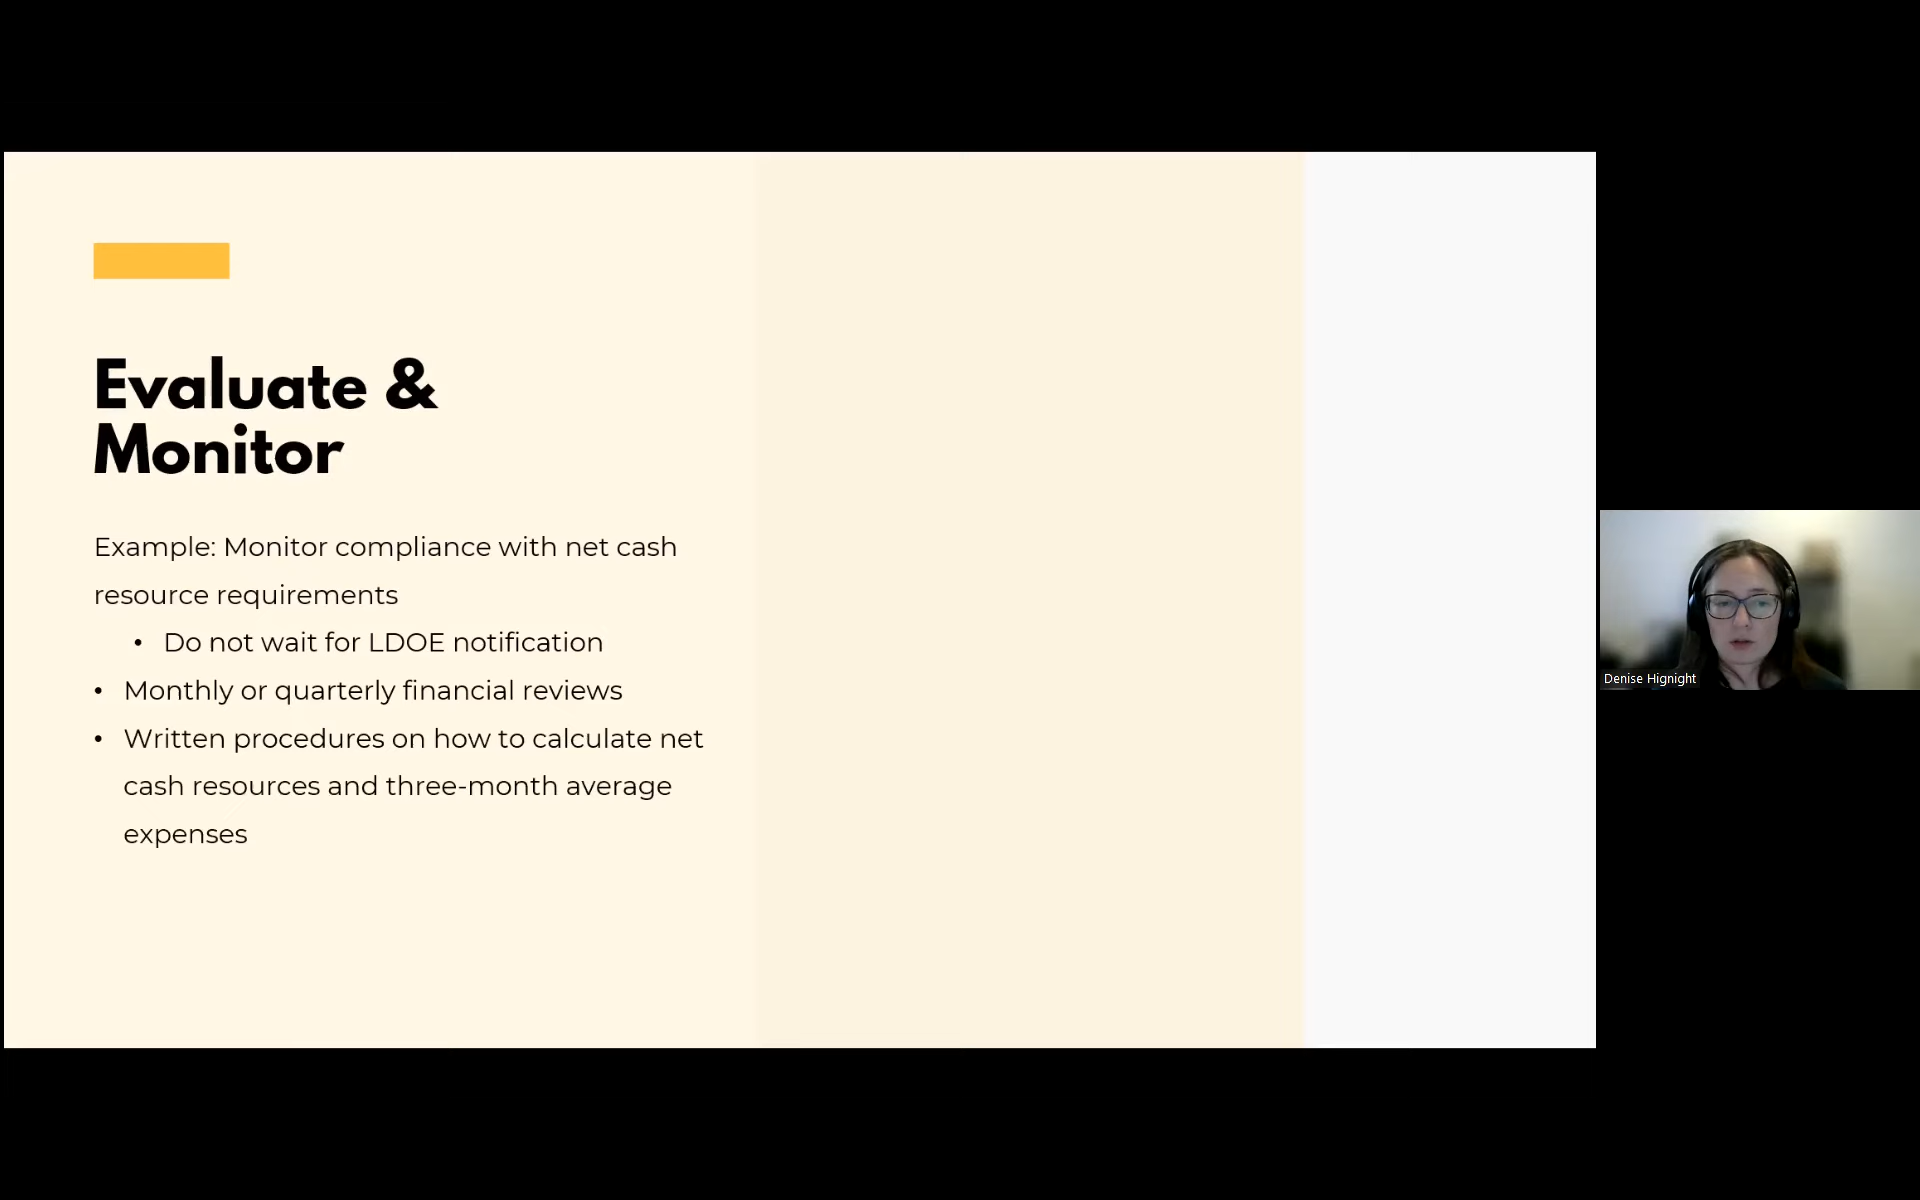 Evaluate &
Monitor
Example: Monitor compliance with net cash
resource requirements
• Do not wait for LDOE notification
• Monthly or quarterly financial reviews
• Written procedures on how to calculate net
cash resources and three-month average
expenses
Denise Hignight